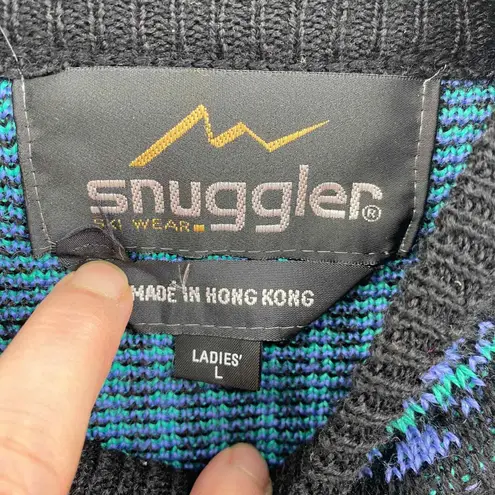 snuggler®
SKI WEAR
MADE IN HONG KONG
LADIES'
L